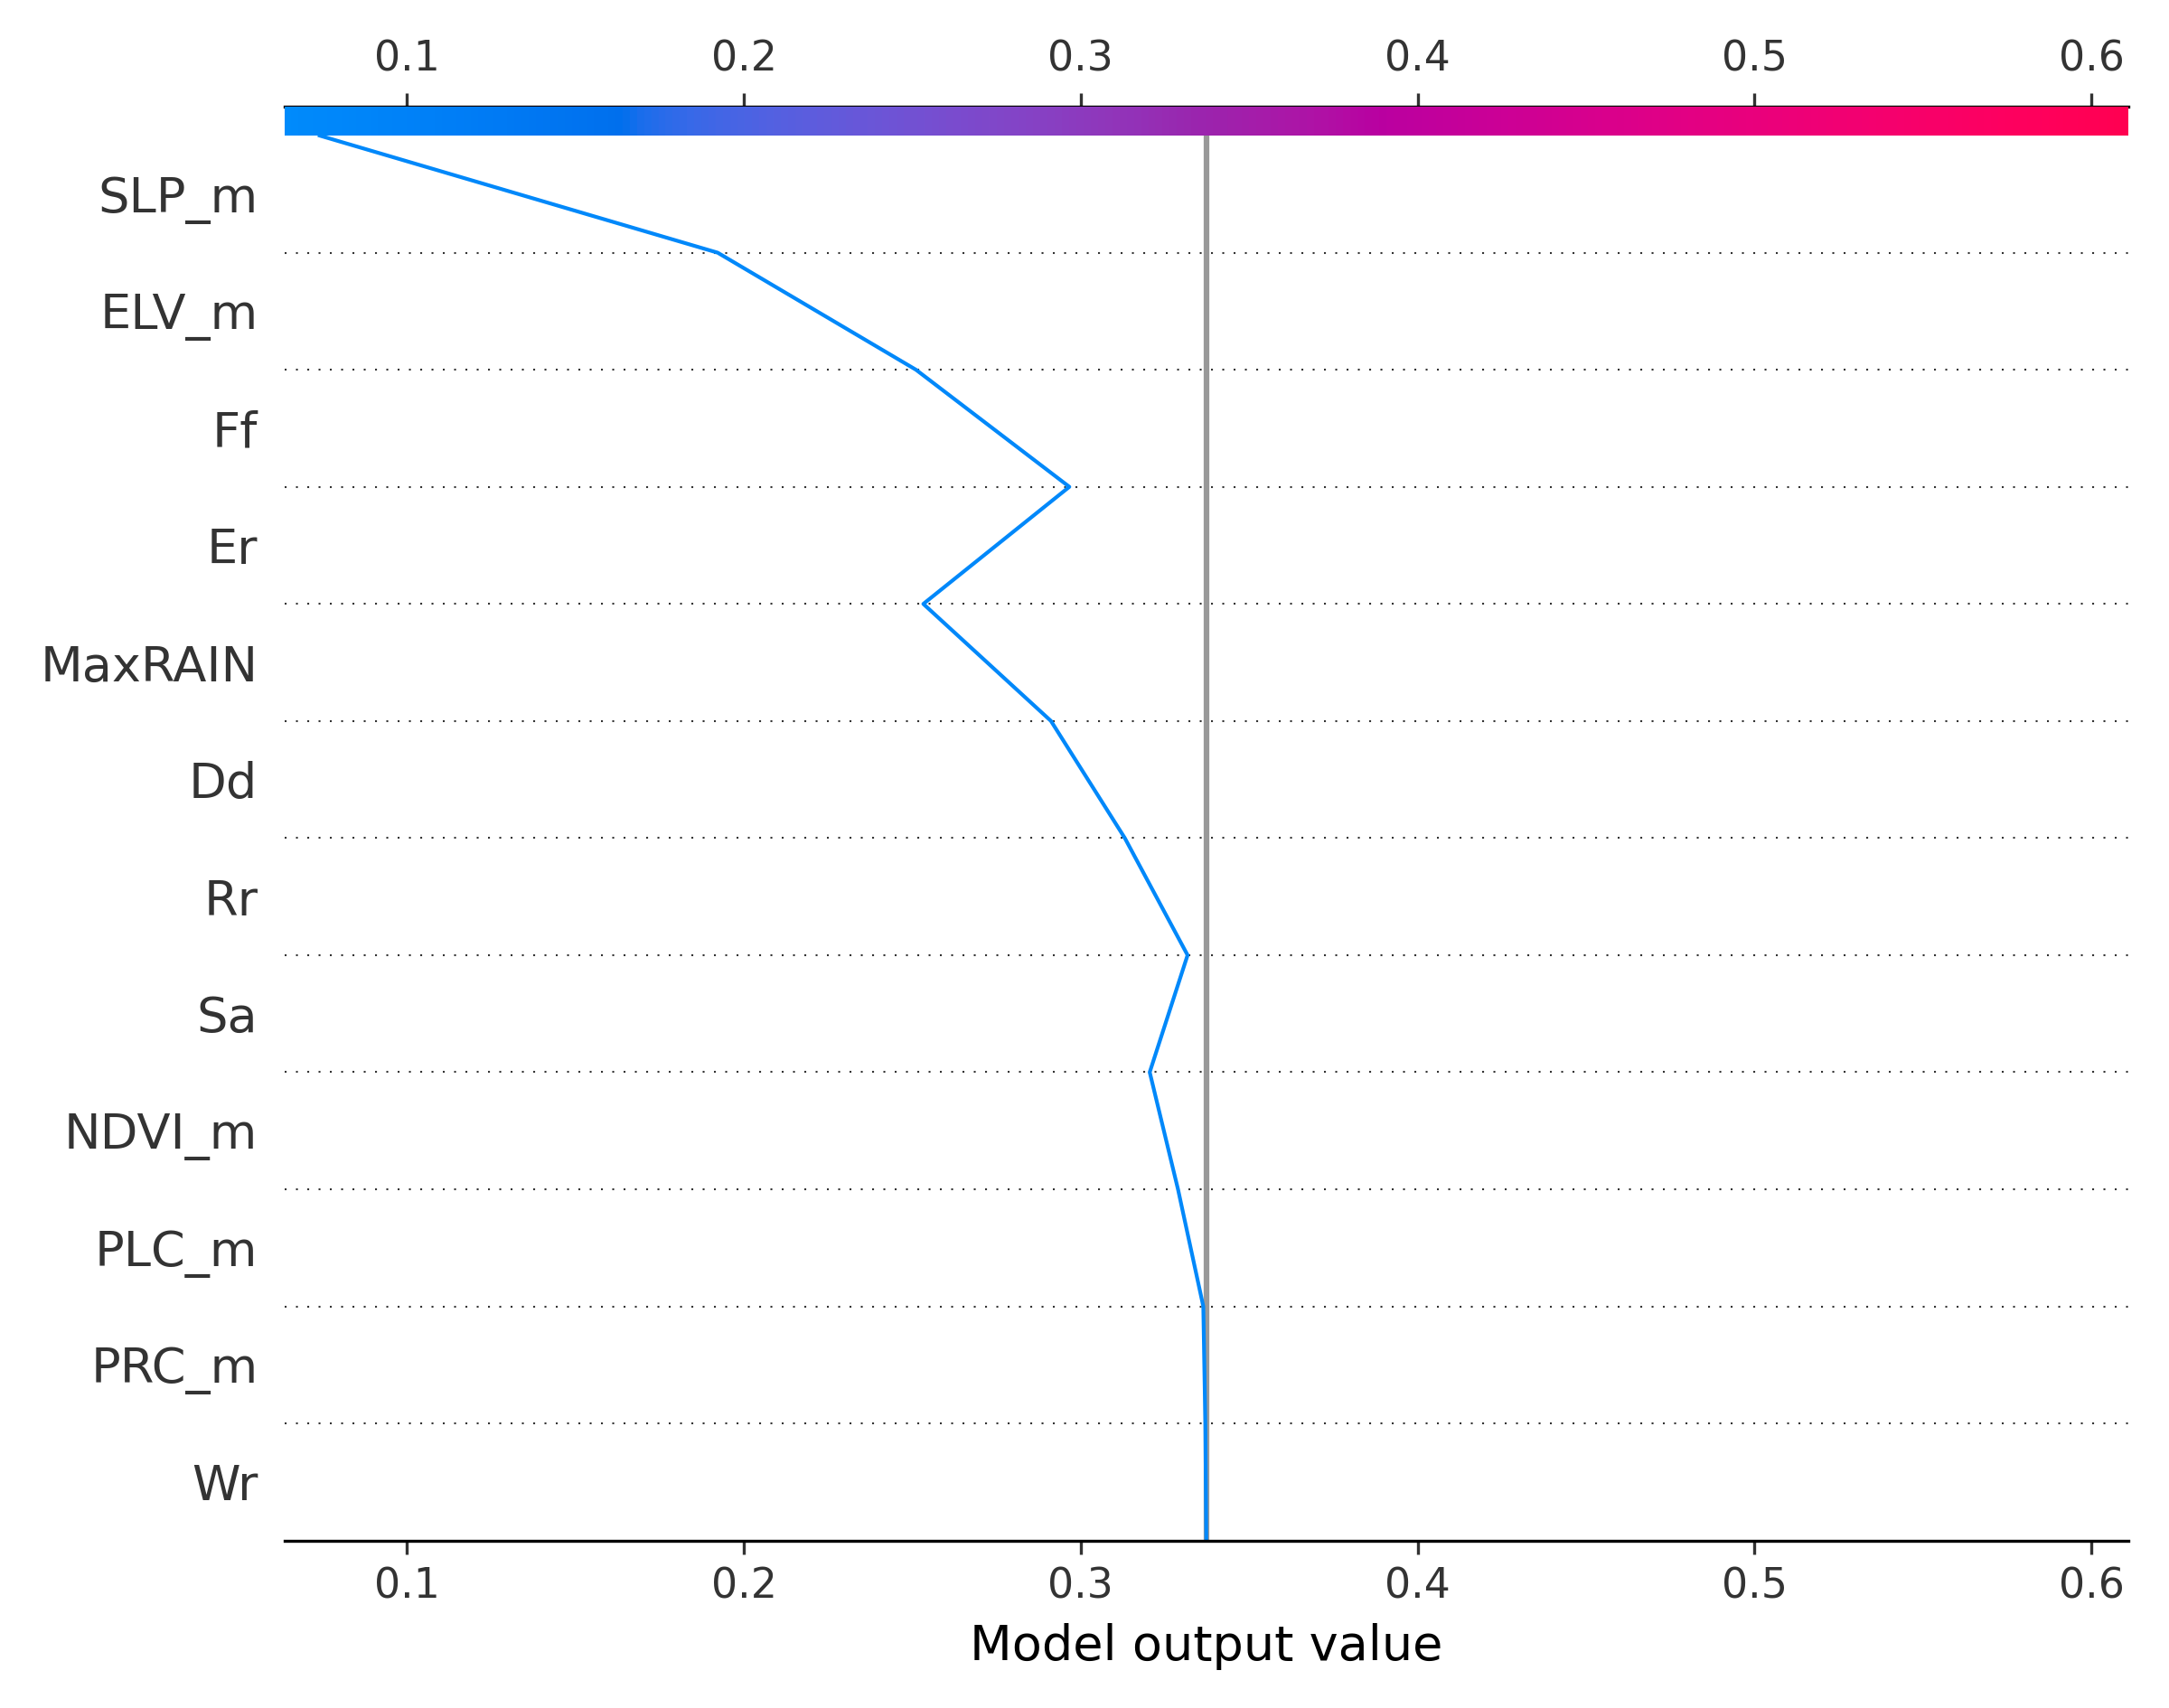 0.1 0.2 0.3 0.4 0.5 0.6
SLP_m
ELV_m
Ff
Er
MaxRAIN
Dd
Rr
Sa
NDVI_m
PLC_m
PRC_m
Wr
0.1 0.2 0.3 0.4 0.5 0.6
Model output value